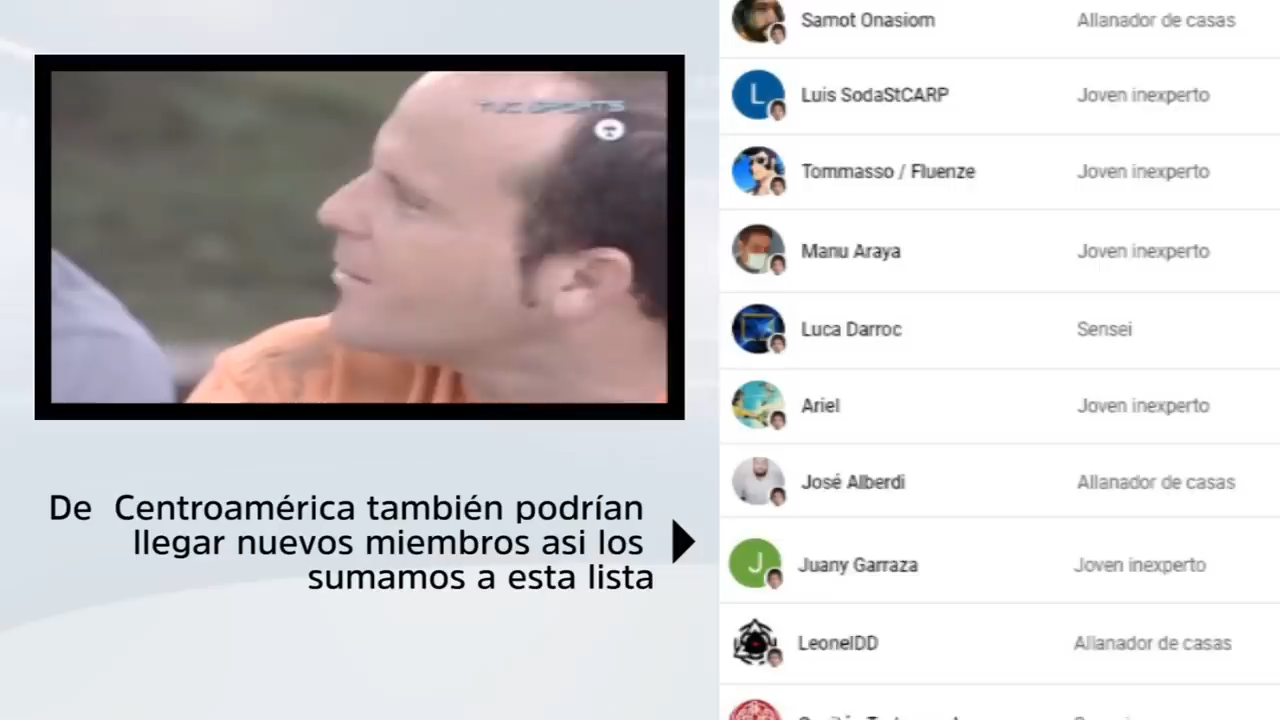 TVC SPORTS
De Centroamérica también podrían
llegar nuevos miembros asi los
sumamos a esta lista
Samot Onasiom Allanador de casas
L Luis SodaStCARP Joven inexperto
Tommasso / Fluenze Joven inexperto
Manu Araya Joven inexperto
Luca Darroc Sensei
Ariel Joven inexperto
José Alberdi Allanador de casas
J Juany Garraza Joven inexperto
LeonelDD Allanador de casas